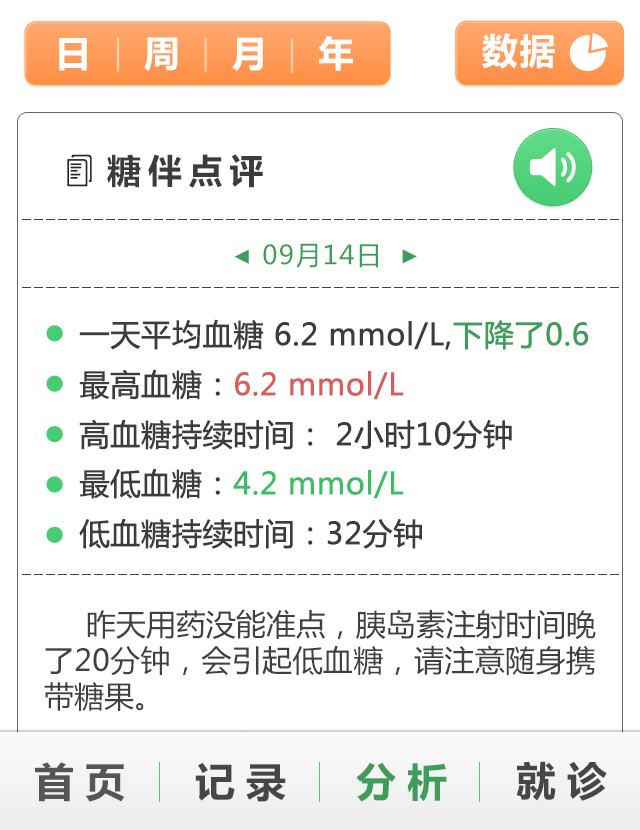 日 周 月 年 数据
糖伴点评
◀ 09月14日 ▶
一天平均血糖 6.2 mmol/L,下降了0.6
最高血糖：6.2 mmol/L
高血糖持续时间： 2小时10分钟
最低血糖：4.2 mmol/L
低血糖持续时间：32分钟
昨天用药没能准点，胰岛素注射时间晚
了20分钟，会引起低血糖，请注意随身携
带糖果。
首页 记录 分析 就诊